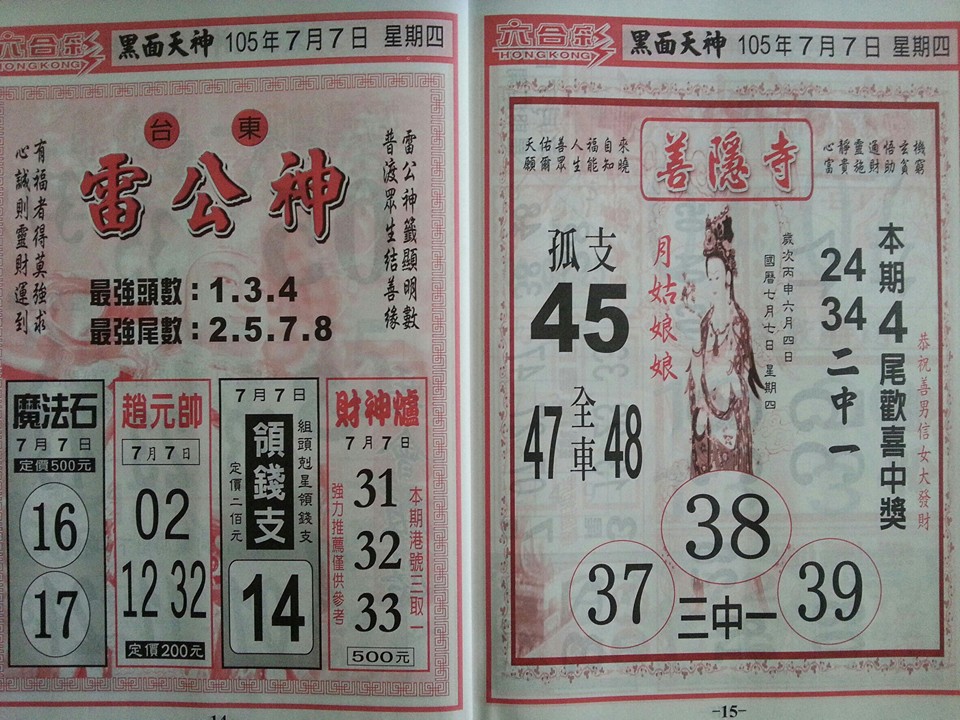 六合彩
HONGKONG
黑面天神 105年7月7日 星期四
台東
雷公神
雷公神籤顯明數
普渡眾生結善緣
有福者得莫強求
心誠則靈財運到
最強頭數：1.3.4
最強尾數：2.5.7.8
魔法石
7月7日
定價500元
16
17
趙元帥
7月7日
02
12 32
定價200元
7月7日
組頭剋星領錢支
領錢支
定價二佰元
14
財神爐
7月7日
本期港號三取一
31
32
33
強力推薦僅供參考
500元
14
六合彩
HONGKONG
黑面天神 105年7月7日 星期四
天佑善人福自來
願爾眾生能知曉
善隱寺
心靜靈通悟玄機
富貴施財助貧窮
本期4尾歡喜中獎
恭祝善男信女大發財
24
34
二中一
歲次丙申六月四日
國曆七月七日 星期四
月姑娘娘
孤支
45
47 全車 48
38
37
39
三中一
-15-